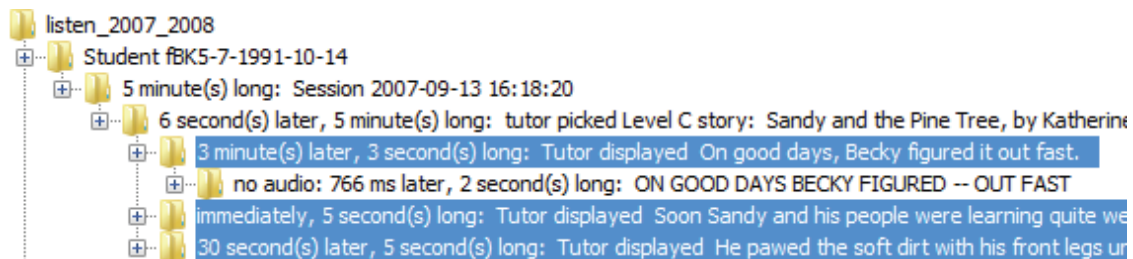 listen_2007_2008
Student fBK5-7-1991-10-14
5 minute(s) long: Session 2007-09-13 16:18:20
6 second(s) later, 5 minute(s) long: tutor picked Level C story: Sandy and the Pine Tree, by Katherine
3 minute(s) later, 3 second(s) long: Tutor displayed On good days, Becky figured it out fast.
no audio: 766 ms later, 2 second(s) long: ON GOOD DAYS BECKY FIGURED -- OUT FAST
immediately, 5 second(s) long: Tutor displayed Soon Sandy and his people were learning quite we
30 second(s) later, 5 second(s) long: Tutor displayed He pawed the soft dirt with his front legs un